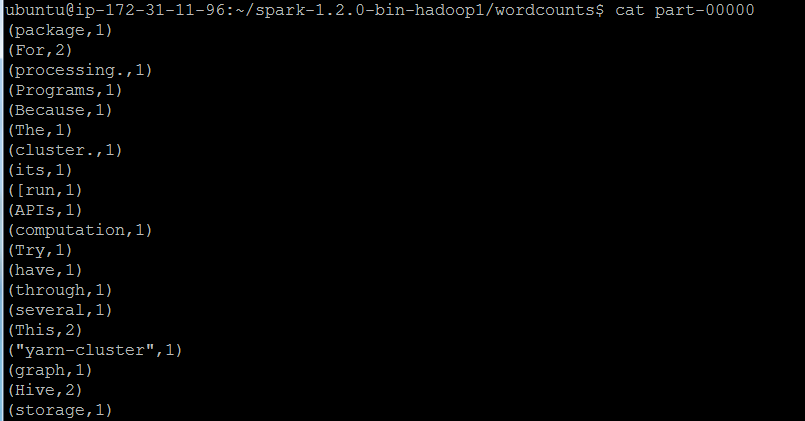 ubuntu@ip-172-31-11-96:~/spark-1.2.0-bin-hadoop1/wordcounts$ cat part-00000
(package,1)
(For,2)
(processing.,1)
(Programs,1)
(Because,1)
(The,1)
(cluster.,1)
(its,1)
([run,1)
(APIs,1)
(computation,1)
(Try,1)
(have,1)
(through,1)
(several,1)
(This,2)
("yarn-cluster",1)
(graph,1)
(Hive,2)
(storage,1)